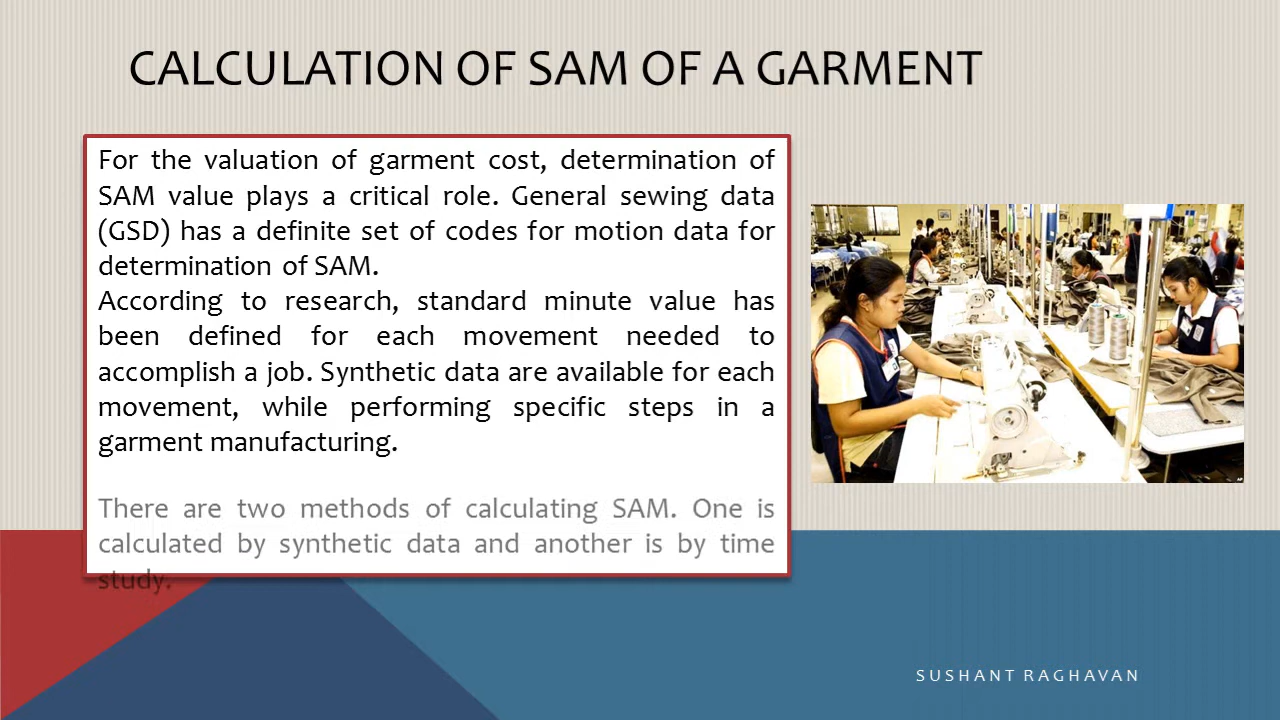 CALCULATION OF SAM OF A GARMENT
For the valuation of garment cost, determination of
SAM value plays a critical role. General sewing data
(GSD) has a definite set of codes for motion data for
determination of SAM.
According to research, standard minute value has
been defined for each movement needed to
accomplish a job. Synthetic data are available for each
movement, while performing specific steps in a
garment manufacturing.
There are two methods of calculating SAM. One is
calculated by synthetic data and another is by time
study.
SUSHANT RAGHAVAN